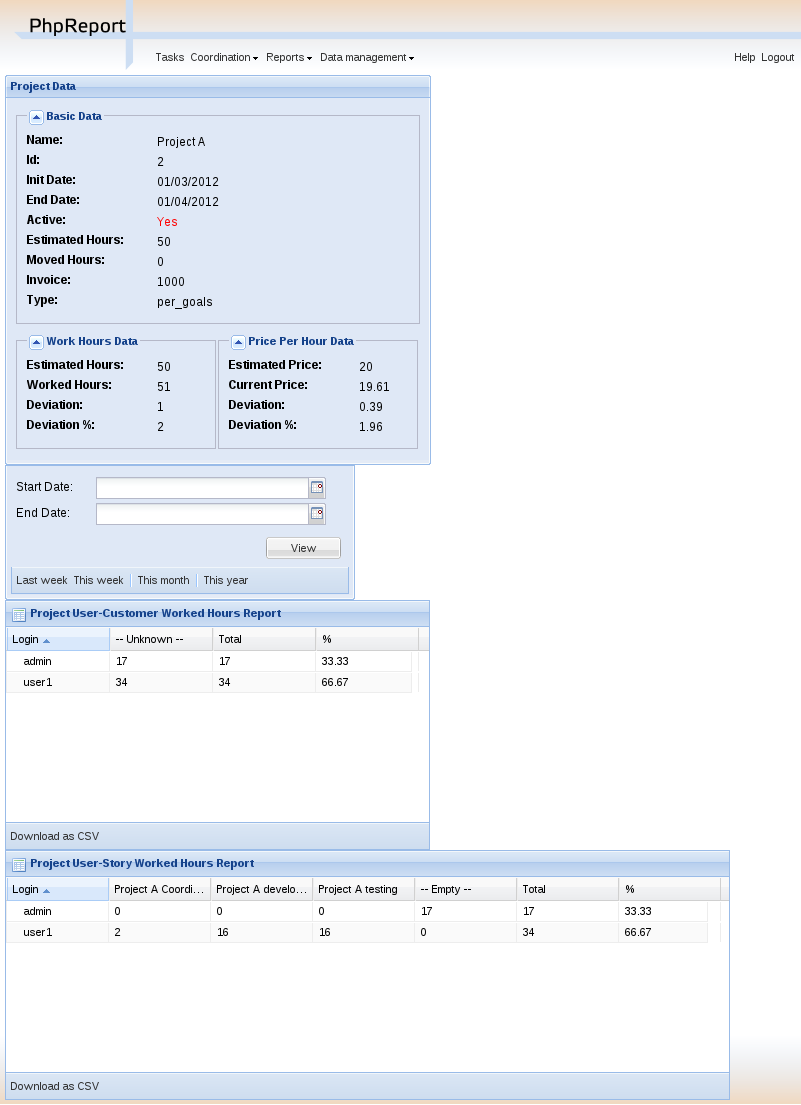 PhpReport
Tasks Coordination Reports Data management Help Logout
Project Data
Basic Data
Name: Project A
Id: 2
Init Date: 01/03/2012
End Date: 01/04/2012
Active: Yes
Estimated Hours: 50
Moved Hours: 0
Invoice: 1000
Type: per_goals
Work Hours Data
Estimated Hours: 50
Worked Hours: 51
Deviation: 1
Deviation %: 2
Price Per Hour Data
Estimated Price: 20
Current Price: 19.61
Deviation: 0.39
Deviation %: 1.96
Start Date:
End Date:
View
Last week This week This month This year
Project User-Customer Worked Hours Report
Login -- Unknown -- Total %
admin 17 17 33.33
user1 34 34 66.67
Download as CSV
Project User-Story Worked Hours Report
Login Project A Coordi... Project A develo... Project A testing -- Empty -- Total %
admin 0 0 0 17 17 33.33
user1 2 16 16 0 34 66.67
Download as CSV